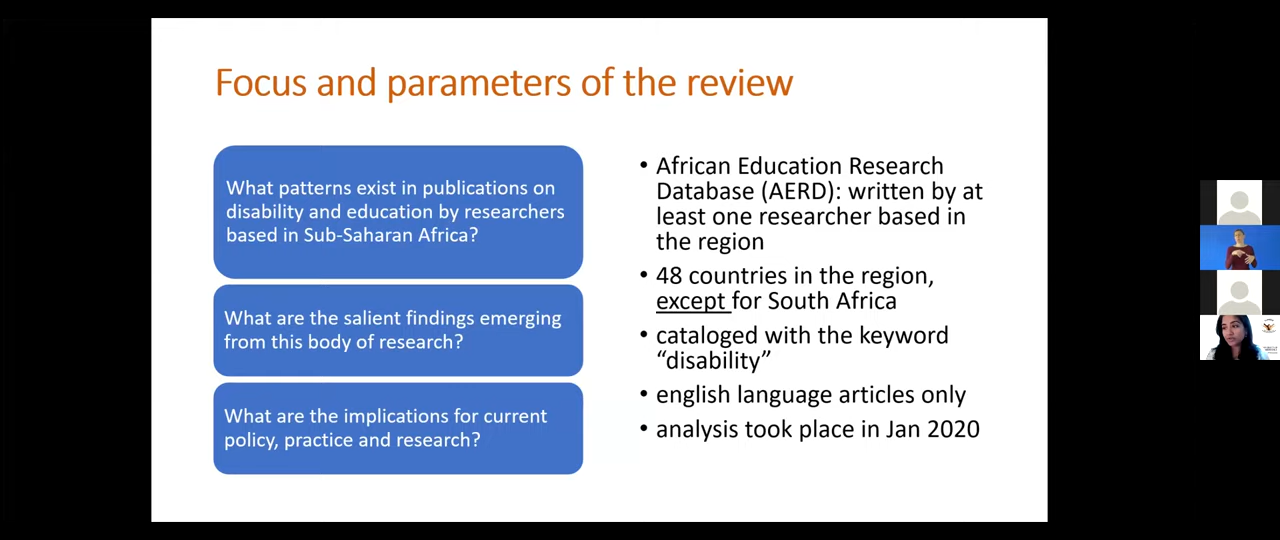 Focus and parameters of the review
What patterns exist in publications on
disability and education by researchers
based in Sub-Saharan Africa?
What are the salient findings emerging
from this body of research?
What are the implications for current
policy, practice and research?
• African Education Research
Database (AERD): written by at
least one researcher based in
the region
• 48 countries in the region,
except for South Africa
• cataloged with the keyword
“disability”
• english language articles only
• analysis took place in Jan 2020